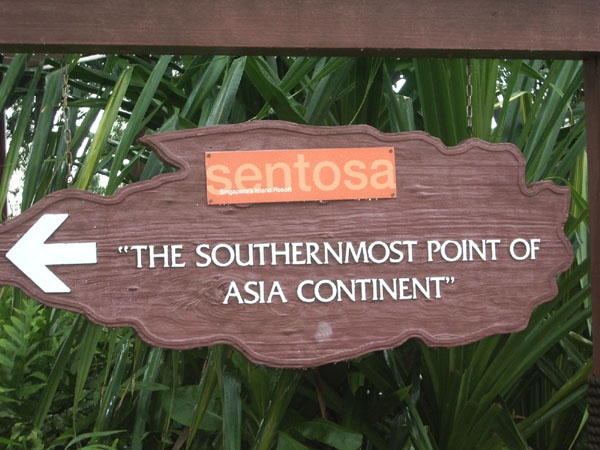 sentosa
Singapore's Island Resort
"THE SOUTHERNMOST POINT OF
ASIA CONTINENT"